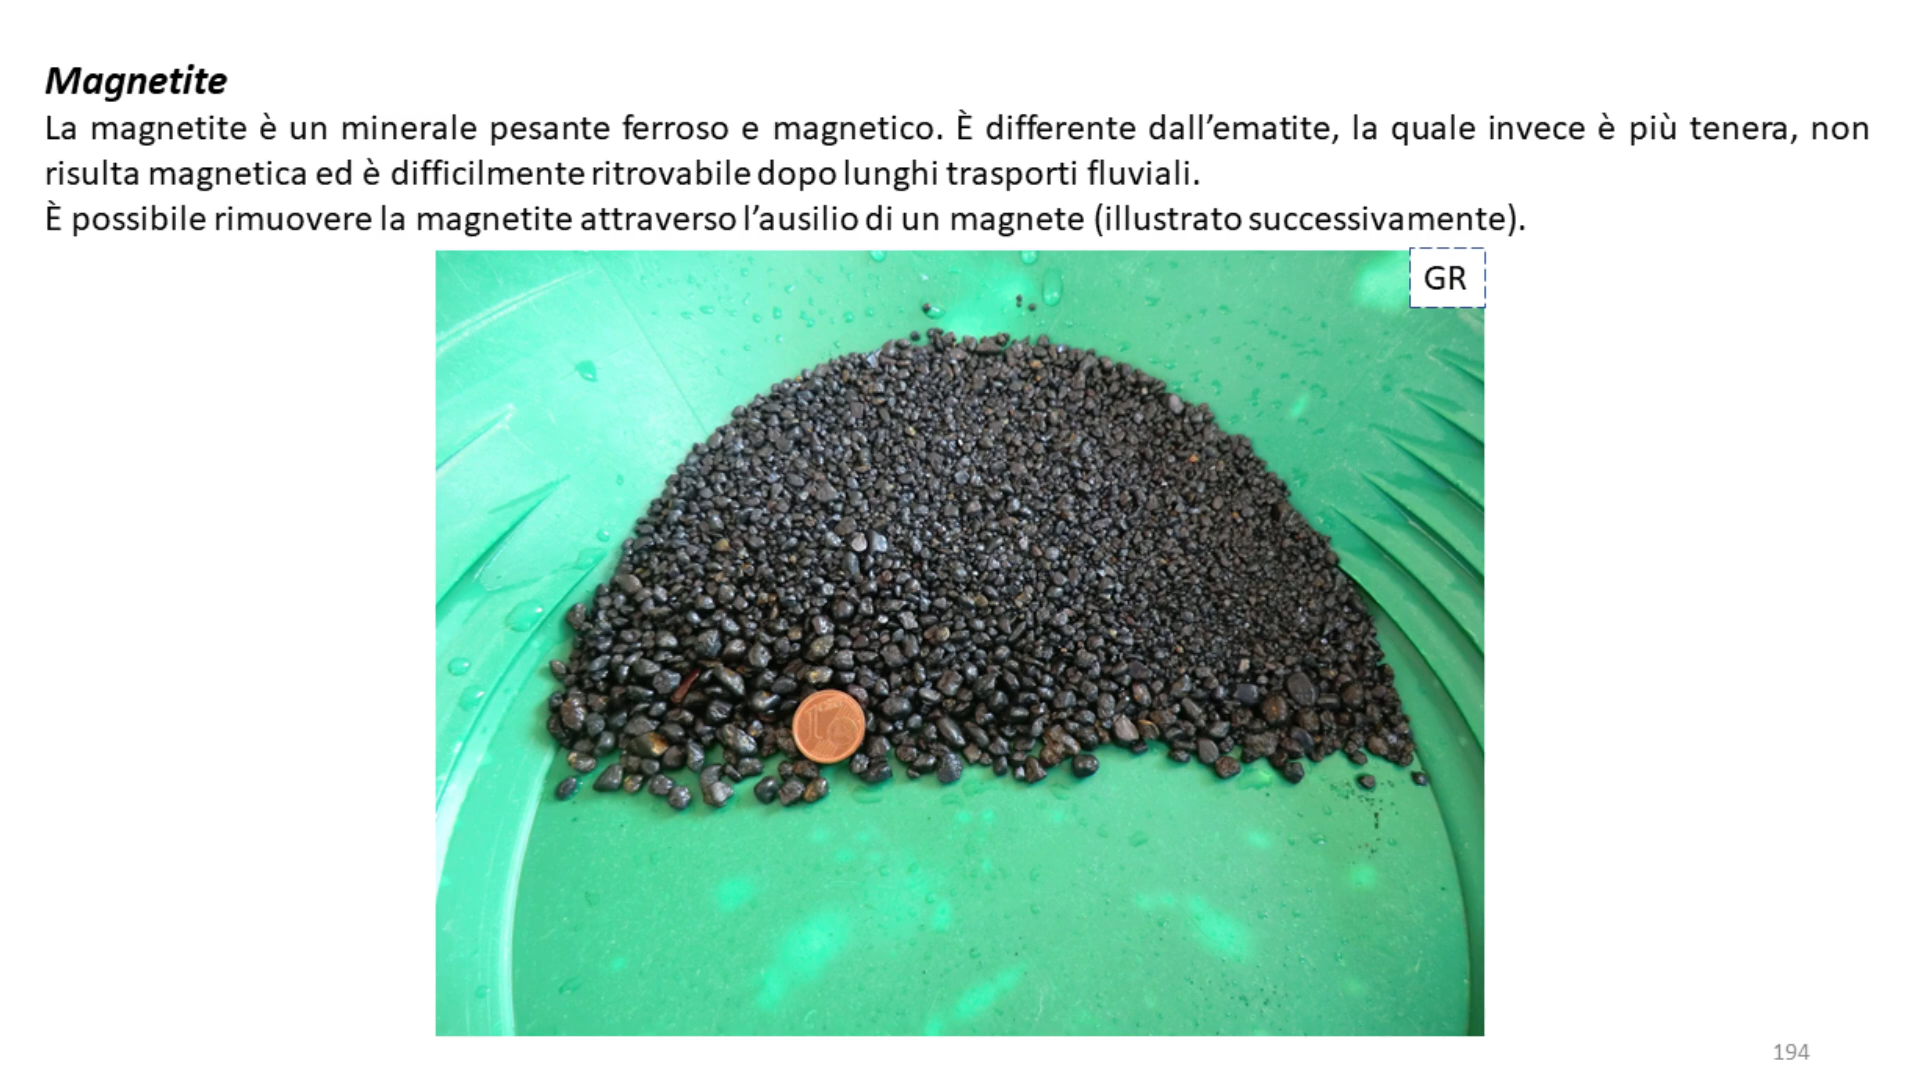 Magnetite
La magnetite è un minerale pesante ferroso e magnetico. È differente dall’ematite, la quale invece è più tenera, non
risulta magnetica ed è difficilmente ritrovabile dopo lunghi trasporti fluviali.
È possibile rimuovere la magnetite attraverso l’ausilio di un magnete (illustrato successivamente).
GR
1
194